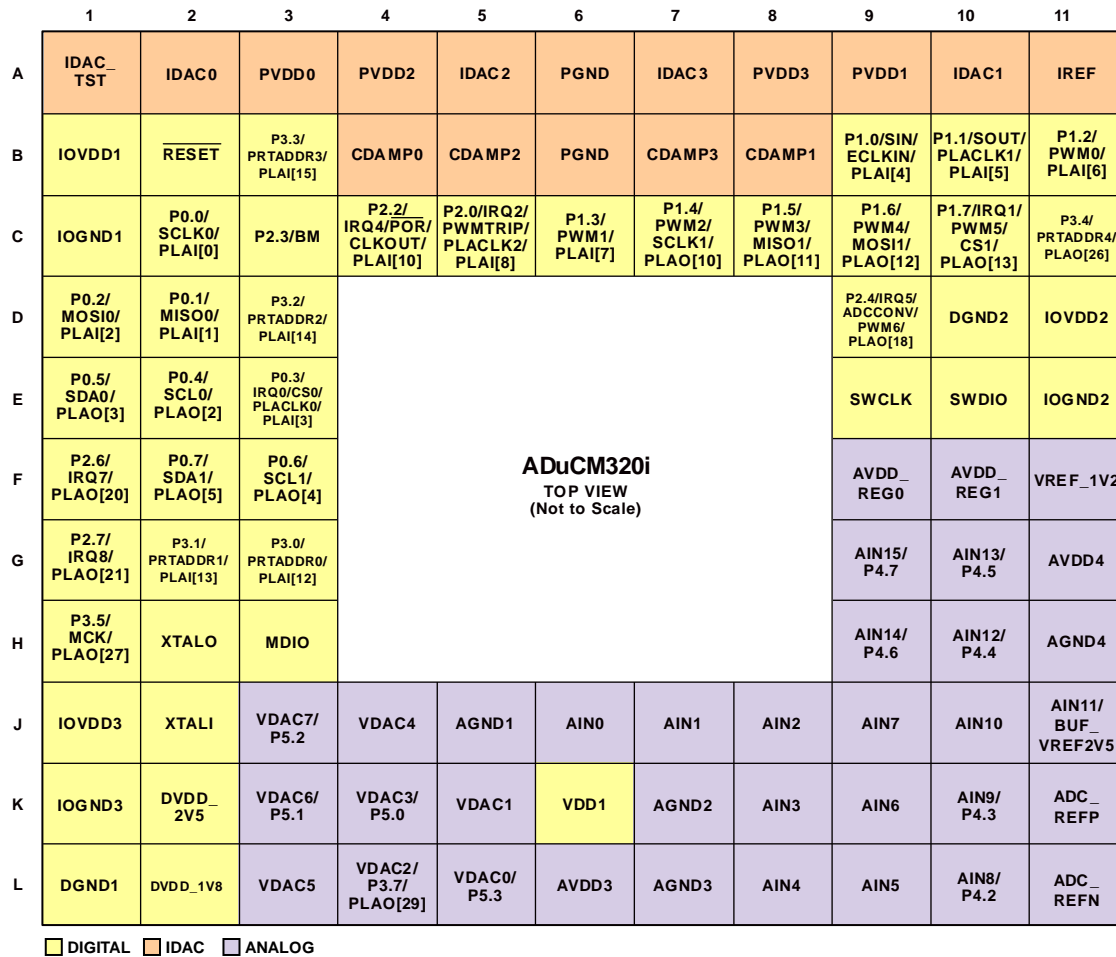 1 2 3 4 5 6 7 8 9 10 11
A
IDAC_
TST
IDAC0
PVDD0
PVDD2
IDAC2
PGND
IDAC3
PVDD3
PVDD1
IDAC1
IREF
B
IOVDD1
RESET
P3.3/
PRTADDR3/
PLAI[15]
CDAMP0
CDAMP2
PGND
CDAMP3
CDAMP1
P1.0/SIN/
ECLKIN/
PLAI[4]
P1.1/SOUT/
PLACLK1/
PLAI[5]
P1.2/
PWM0/
PLAI[6]
C
IOGND1
P0.0/
SCLK0/
PLAI[0]
P2.3/BM
P2.2/
IRQ4/POR/
CLKOUT/
PLAI[10]
P2.0/IRQ2/
PWMTRIP/
PLACLK2/
PLAI[8]
P1.3/
PWM1/
PLAI[7]
P1.4/
PWM2/
SCLK1/
PLAO[10]
P1.5/
PWM3/
MISO1/
PLAO[11]
P1.6/
PWM4/
MOSI1/
PLAO[12]
P1.7/IRQ1/
PWM5/
CS1/
PLAO[13]
P3.4/
PRTADDR4/
PLAO[26]
D
P0.2/
MOSI0/
PLAI[2]
P0.1/
MISO0/
PLAI[1]
P3.2/
PRTADDR2/
PLAI[14]
P2.4/IRQ5/
ADCCONV/
PWM6/
PLAO[18]
DGND2
IOVDD2
E
P0.5/
SDA0/
PLAO[3]
P0.4/
SCL0/
PLAO[2]
P0.3/
IRQ0/CS0/
PLACLK0/
PLAI[3]
SWCLK
SWDIO
IOGND2
F
P2.6/
IRQ7/
PLAO[20]
P0.7/
SDA1/
PLAO[5]
P0.6/
SCL1/
PLAO[4]
ADuCM320i
TOP VIEW
(Not to Scale)
AVDD_
REG0
AVDD_
REG1
VREF_1V2
G
P2.7/
IRQ8/
PLAO[21]
P3.1/
PRTADDR1/
PLAI[13]
P3.0/
PRTADDR0/
PLAI[12]
AIN15/
P4.7
AIN13/
P4.5
AVDD4
H
P3.5/
MCK/
PLAO[27]
XTALO
MDIO
AIN14/
P4.6
AIN12/
P4.4
AGND4
J
IOVDD3
XTALI
VDAC7/
P5.2
VDAC4
AGND1
AIN0
AIN1
AIN2
AIN7
AIN10
AIN11/
BUF_
VREF2V5
K
IOGND3
DVDD_
2V5
VDAC6/
P5.1
VDAC3/
P5.0
VDAC1
VDD1
AGND2
AIN3
AIN6
AIN9/
P4.3
ADC_
REFP
L
DGND1
DVDD_1V8
VDAC5
VDAC2/
P3.7/
PLAO[29]
VDAC0/
P5.3
AVDD3
AGND3
AIN4
AIN5
AIN8/
P4.2
ADC_
REFN
DIGITAL IDAC ANALOG